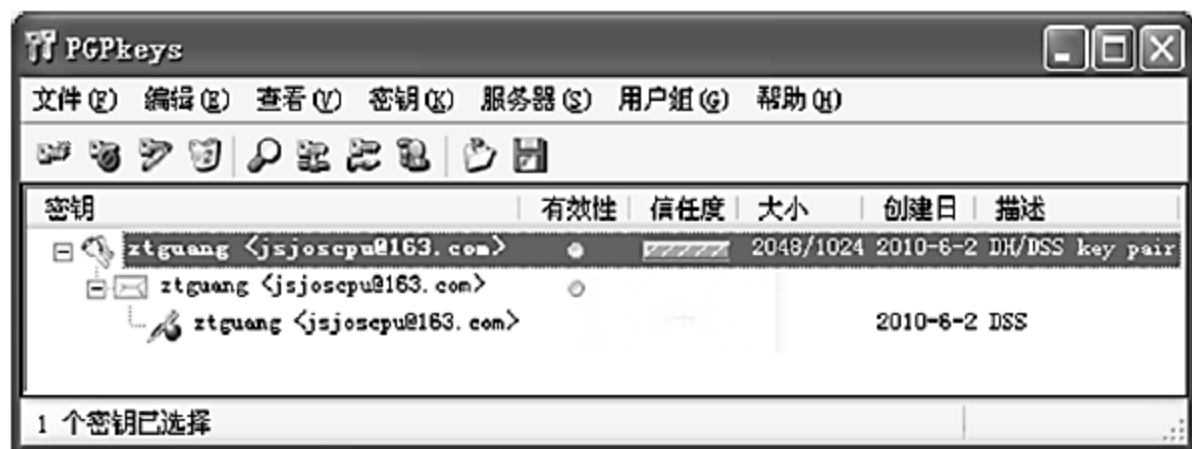 PGPkeys
文件(F) 编辑(E) 查看(V) 密钥(K) 服务器(S) 用户组(G) 帮助(H)
密钥 有效性 信任度 大小 创建日 描述
ztguang <jsjoscpu@163.com> 2048/1024 2010-6-2 DH/DSS key pair
ztguang <jsjoscpu@163.com>
ztguang <jsjoscpu@163.com> 2010-6-2 DSS
1 个密钥已选择